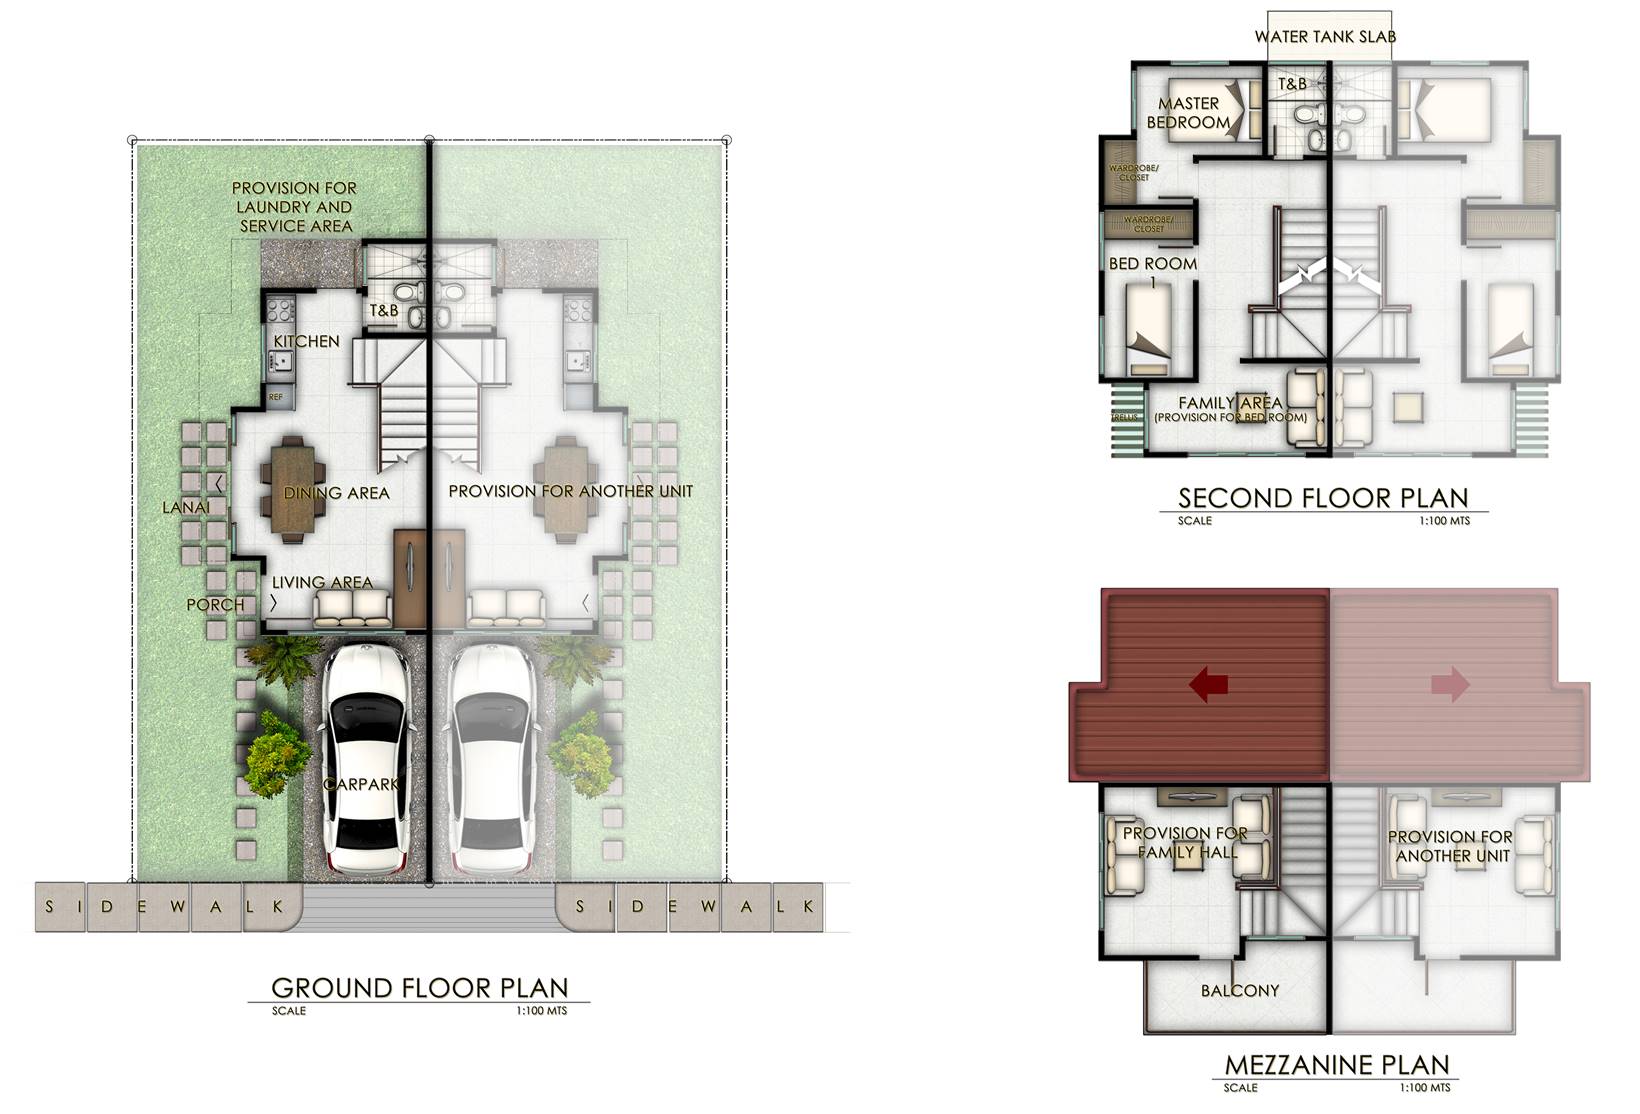 PROVISION FOR
LAUNDRY AND
SERVICE AREA
T&B
KITCHEN
REF
DINING AREA
PROVISION FOR ANOTHER UNIT
LANAI
LIVING AREA
PORCH
CARPARK
SIDEWALK
SIDEWALK
GROUND FLOOR PLAN
SCALE 1:100 MTS
WATER TANK SLAB
T&B
MASTER
BEDROOM
WARDROBE/
CLOSET
WARDROBE/
CLOSET
BED ROOM
1
FAMILY AREA
(PROVISION FOR BED ROOM)
TRELLIS
SECOND FLOOR PLAN
SCALE 1:100 MTS
PROVISION FOR
FAMILY HALL
PROVISION FOR
ANOTHER UNIT
BALCONY
MEZZANINE PLAN
SCALE 1:100 MTS